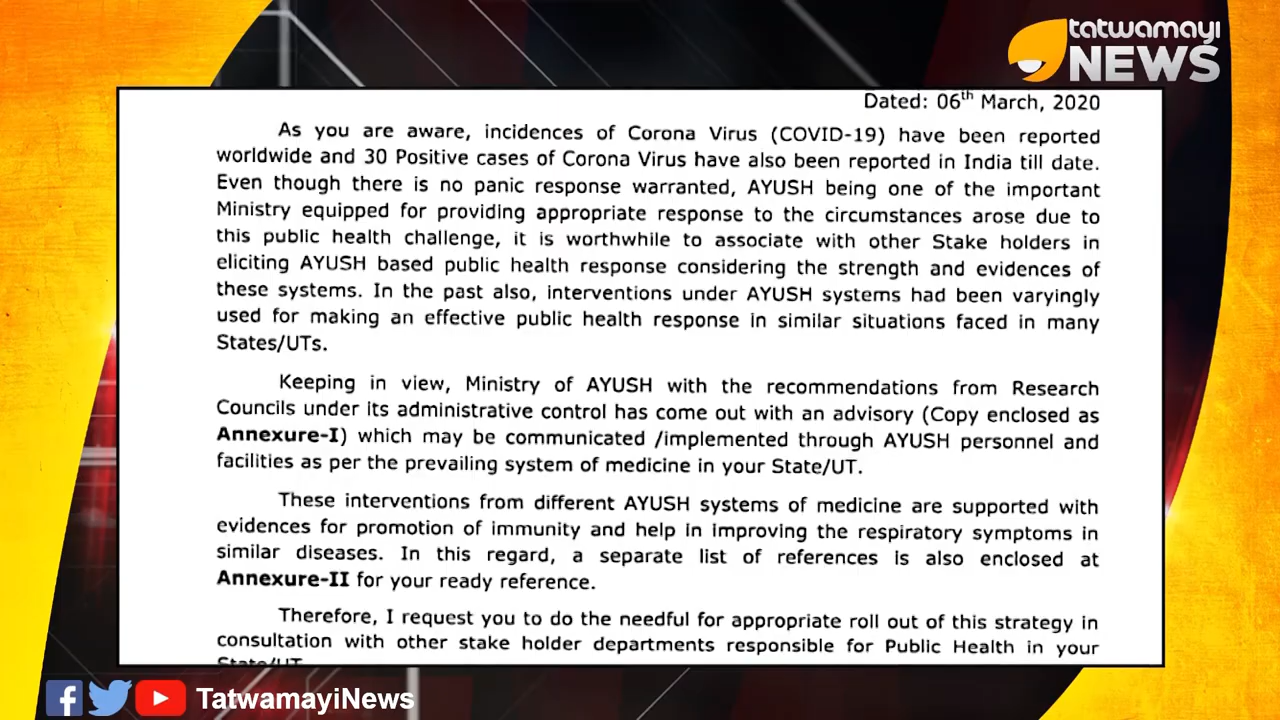 tatwamayi
NEWS
Dated: 06th March, 2020
As you are aware, incidences of Corona Virus (COVID-19) have been reported
worldwide and 30 Positive cases of Corona Virus have also been reported in India till date.
Even though there is no panic response warranted, AYUSH being one of the important
Ministry equipped for providing appropriate response to the circumstances arose due to
this public health challenge, it is worthwhile to associate with other Stake holders in
eliciting AYUSH based public health response considering the strength and evidences of
these systems. In the past also, interventions under AYUSH systems had been varyingly
used for making an effective public health response in similar situations faced in many
States/UTs.
Keeping in view, Ministry of AYUSH with the recommendations from Research
Councils under its administrative control has come out with an advisory (Copy enclosed as
Annexure-I) which may be communicated /implemented through AYUSH personnel and
facilities as per the prevailing system of medicine in your State/UT.
These interventions from different AYUSH systems of medicine are supported with
evidences for promotion of immunity and help in improving the respiratory symptoms in
similar diseases. In this regard, a separate list of references is also enclosed at
Annexure-II for your ready reference.
Therefore, I request you to do the needful for appropriate roll out of this strategy in
consultation with other stake holder departments responsible for Public Health in your
State/UT
TatwamayiNews